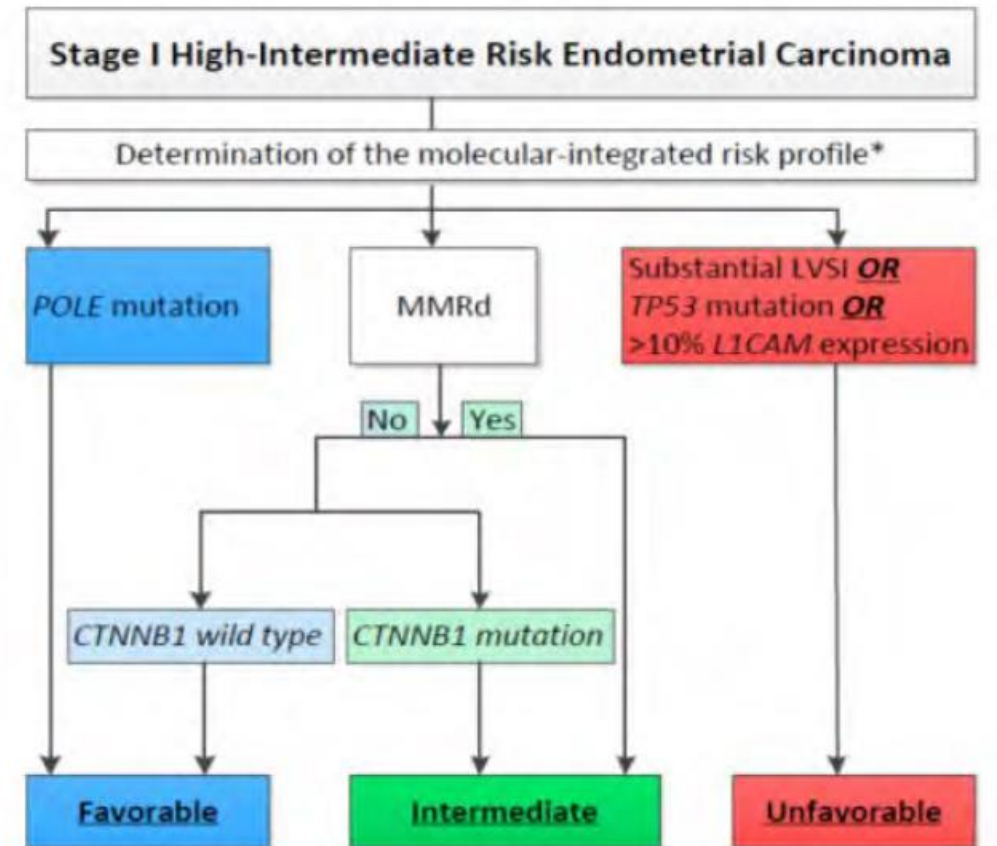 Stage I High-Intermediate Risk Endometrial Carcinoma
Determination of the molecular-integrated risk profile*
POLE mutation
MMRd
Substantial LVSI OR
TP53 mutation OR
>10% L1CAM expression
No
Yes
CTNNB1 wild type
CTNNB1 mutation
Favorable
Intermediate
Unfavorable